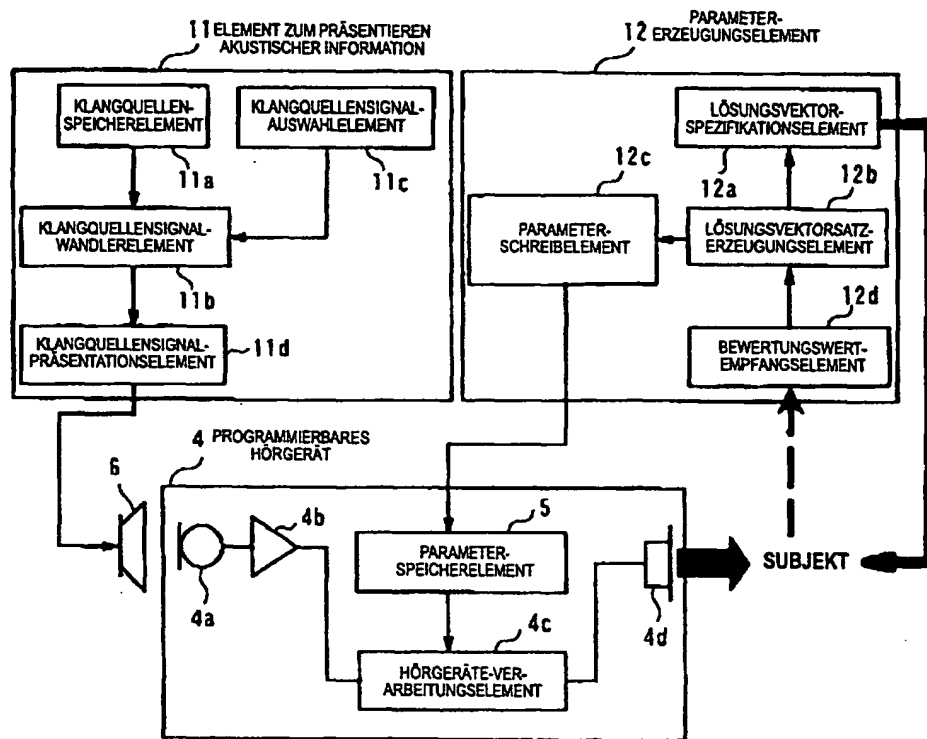 11 ELEMENT ZUM PRÄSENTIEREN
AKUSTISCHER INFORMATION
KLANGQUELLEN-
SPEICHERELEMENT
11a
KLANGQUELLENSIGNAL-
AUSWAHLELEMENT
11c
KLANGQUELLENSIGNAL-
WANDLERELEMENT
11b
KLANGQUELLENSIGNAL-
PRÄSENTATIONSELEMENT
11d
12 PARAMETER-
ERZEUGUNGSELEMENT
LÖSUNGSVEKTOR-
SPEZIFIKATIONSELEMENT
12a
12b
LÖSUNGSVEKTORSATZ-
ERZEUGUNGSELEMENT
12c
PARAMETER-
SCHREIBELEMENT
12d
BEWERTUNGSWERT-
EMPFANGSELEMENT
4 PROGRAMMIERBARES
HÖRGERÄT
6
4a
4b
5
PARAMETER-
SPEICHERELEMENT
4c
HÖRGERÄTE-VER-
ARBEITUNGSELEMENT
4d
SUBJEKT